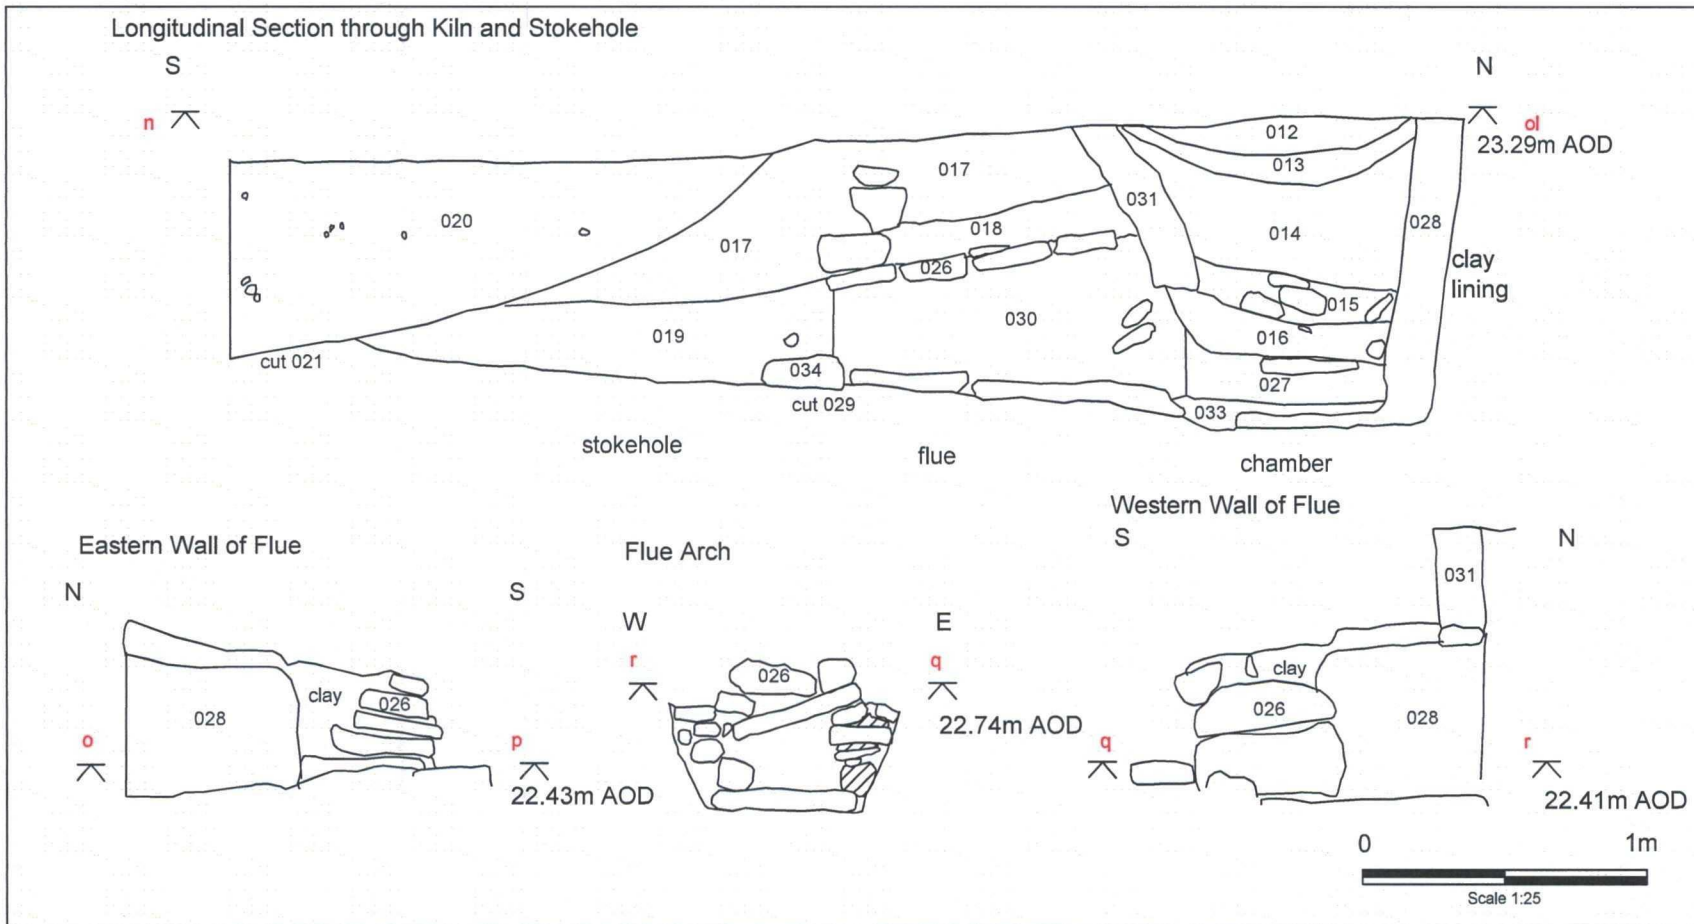 Longitudinal Section through Kiln and Stokehole
S
N
n
ol
23.29m AOD
012
013
017
031
020
018
014
028
017
026
clay
lining
015
030
019
016
034
027
cut 021
cut 029
033
stokehole
flue
chamber
Eastern Wall of Flue
N
S
028
clay
026
o
p
22.43m AOD
Flue Arch
W
E
r
q
026
22.74m AOD
Western Wall of Flue
S
N
031
clay
026
028
q
r
22.41m AOD
0
1m
Scale 1:25